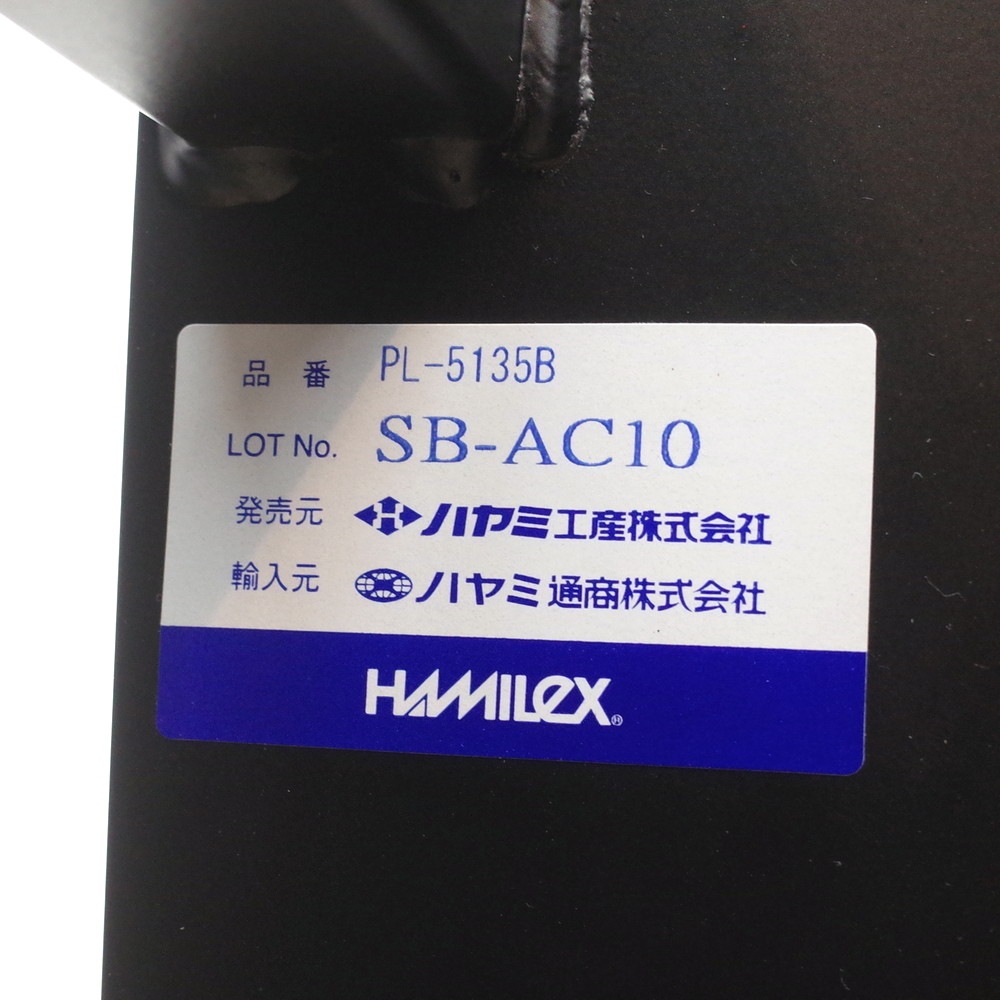 品番 PL-5135B
LOT No. SB-AC10
発売元 ハヤミ工産株式会社
輸入元 ハヤミ通商株式会社
HAMILEX®